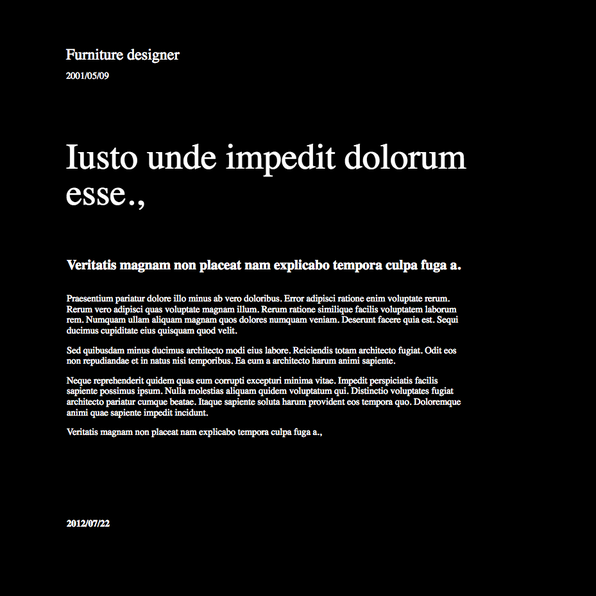 Furniture designer
2001/05/09
Iusto unde impedit dolorum
esse.,
Veritatis magnam non placeat nam explicabo tempora culpa fuga a.
Praesentium pariatur dolore illo minus ab vero doloribus. Error adipisci ratione enim voluptate rerum.
Rerum vero adipisci quas voluptate magnam illum. Rerum ratione similique facilis voluptatem laborum
rem. Numquam ullam aliquam magnam quos dolores numquam veniam. Deserunt facere quia est. Sequi
ducimus cupiditate eius quisquam quod velit.
Sed quibusdam minus ducimus architecto modi eius labore. Reiciendis totam architecto fugiat. Odit eos
non repudiandae et in natus nisi temporibus. Ea eum a architecto harum animi sapiente.
Neque reprehenderit quidem quas eum corrupti excepturi minima vitae. Impedit perspiciatis facilis
sapiente possimus ipsum. Nulla molestias aliquam quidem voluptatum qui. Distinctio voluptates fugiat
architecto pariatur cumque beatae. Itaque sapiente soluta harum provident eos tempora quo. Doloremque
animi quae sapiente impedit incidunt.
Veritatis magnam non placeat nam explicabo tempora culpa fuga a.,
2012/07/22